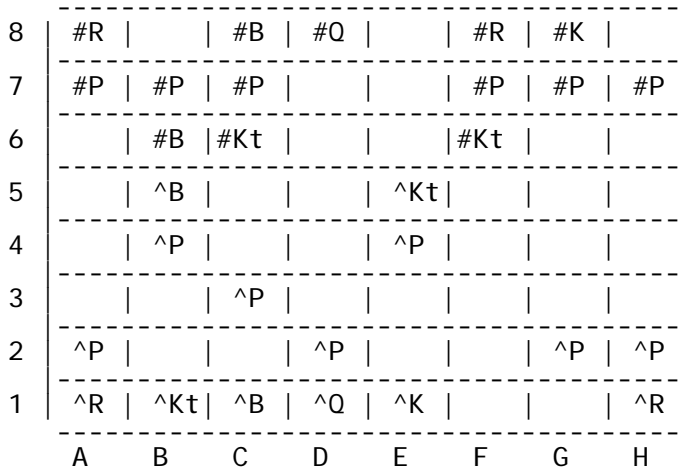 8 | #R | | #B | #Q | | #R | #K |
7 | #P | #P | #P | | | #P | #P | #P
6 | | #B |#Kt | | |#Kt | |
5 | | ^B | | | ^Kt| | |
4 | | ^P | | | ^P | | |
3 | | | ^P | | | | |
2 | ^P | | | ^P | | | ^P | ^P
1 | ^R | ^Kt| ^B | ^Q | ^K | | | ^R
A B C D E F G H